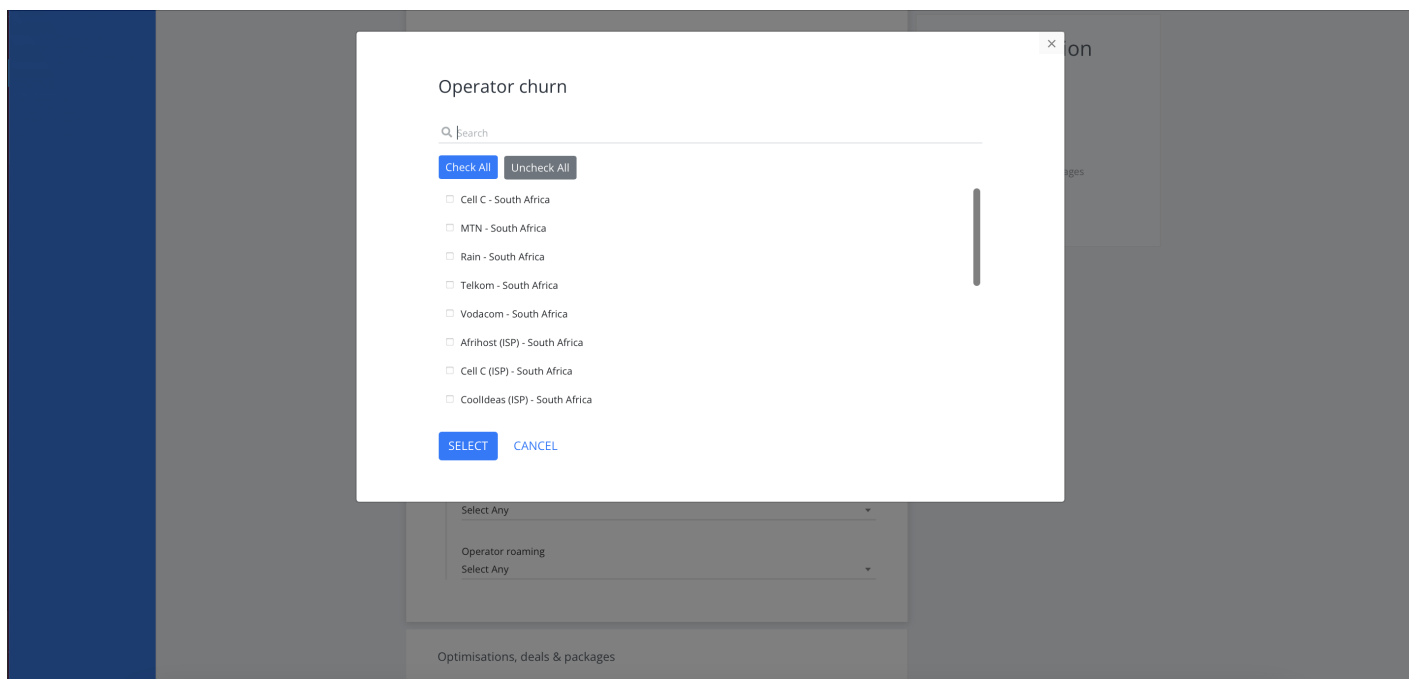 ion
×
Operator churn
Search
Check All
Uncheck All
ages
Cell C - South Africa
MTN - South Africa
Rain - South Africa
Telkom - South Africa
Vodacom - South Africa
Afrihost (ISP) - South Africa
Cell C (ISP) - South Africa
CoolIdeas (ISP) - South Africa
SELECT
CANCEL
Select Any
Operator roaming
Select Any
Optimisations, deals & packages